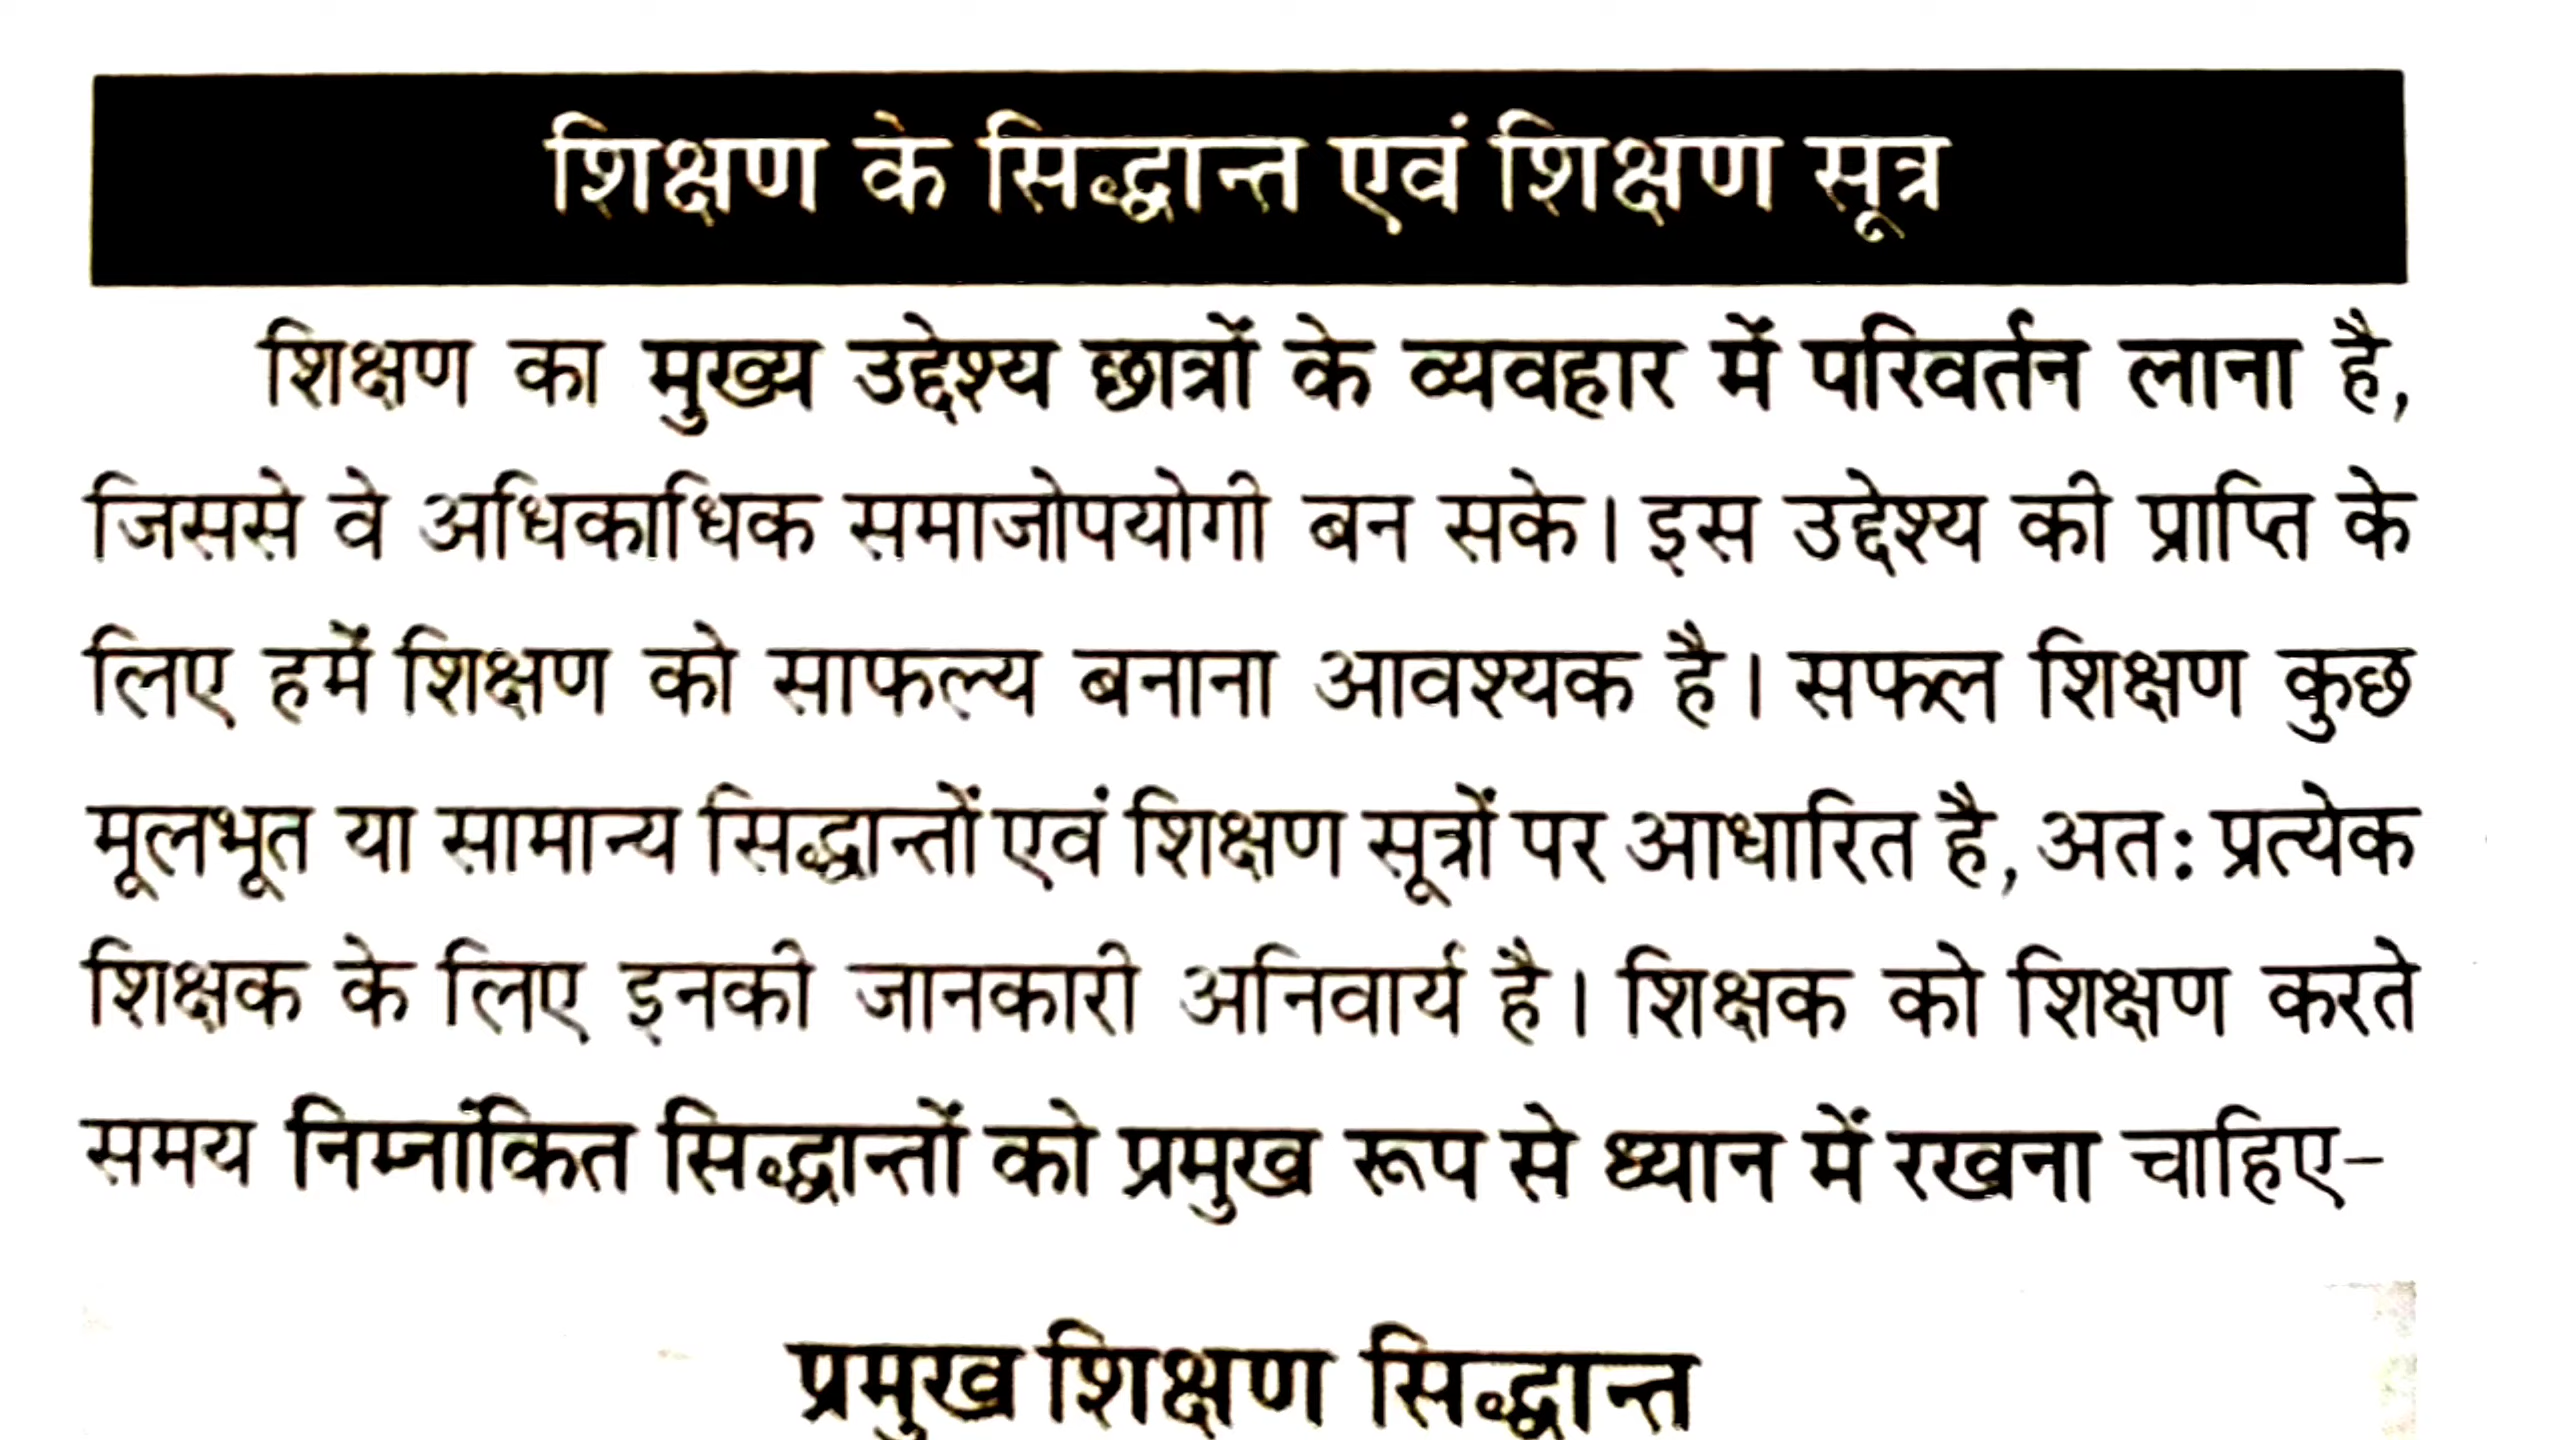 शिक्षण के सिद्धान्त एवं शिक्षण सूत्र
शिक्षण का मुख्य उद्देश्य छात्रों के व्यवहार में परिवर्तन लाना है,
जिससे वे अधिकाधिक समाजोपयोगी बन सके। इस उद्देश्य की प्राप्ति के
लिए हमें शिक्षण को साफल्य बनाना आवश्यक है। सफल शिक्षण कुछ
मूलभूत या सामान्य सिद्धान्तों एवं शिक्षण सूत्रों पर आधारित है, अतः प्रत्येक
शिक्षक के लिए इनकी जानकारी अनिवार्य है। शिक्षक को शिक्षण करते
समय निम्नांकित सिद्धान्तों को प्रमुख रूप से ध्यान में रखना चाहिए-
प्रमुख शिक्षण सिद्धान्त